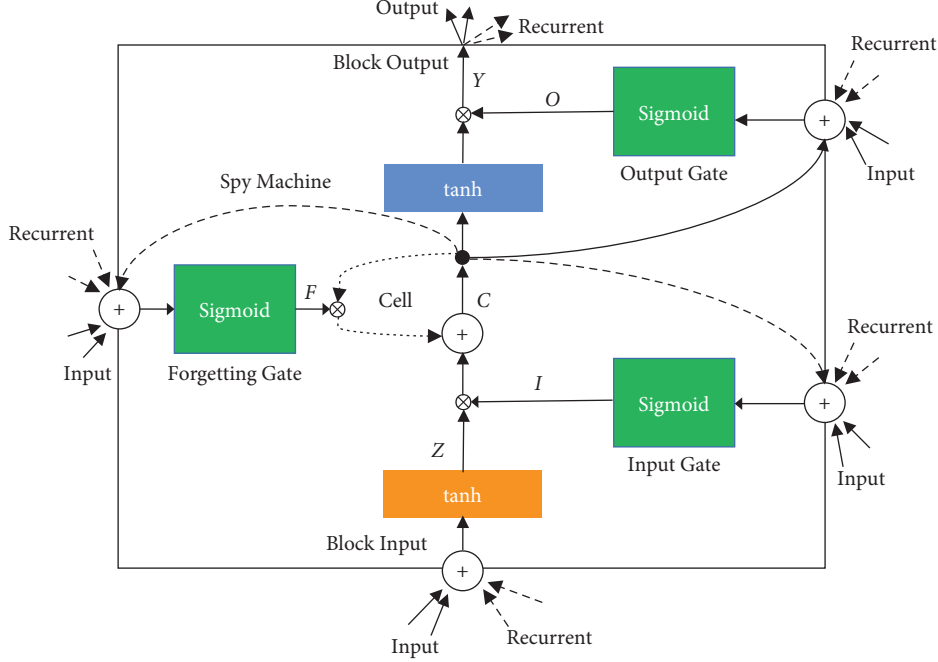 Output
Recurrent
Block Output
Y
O
Sigmoid
Output Gate
Recurrent
+
Input
Spy Machine
tanh
Recurrent
+
Input
Sigmoid
Forgetting Gate
F
Cell
C
+
Recurrent
+
Input
I
Sigmoid
Input Gate
Z
tanh
Block Input
+
Input
Recurrent